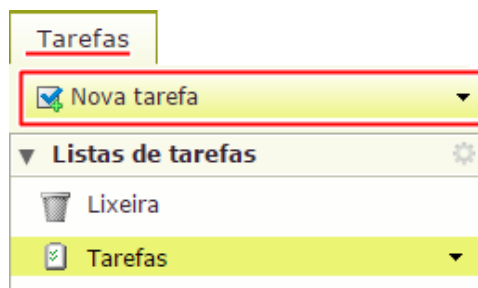 Tarefas
Nova tarefa
Listas de tarefas
Lixeira
Tarefas